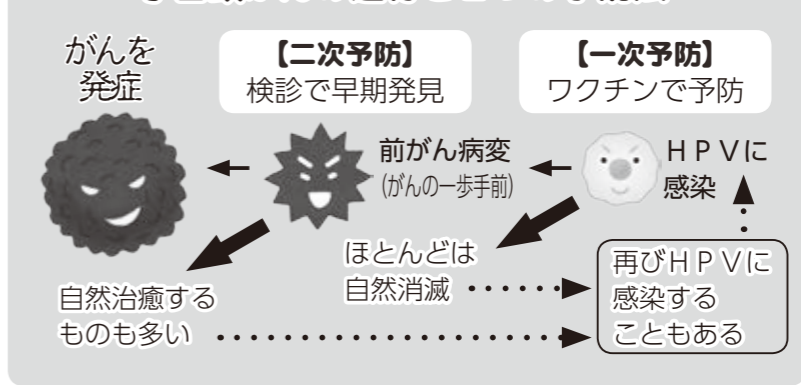 がんを
発症
【二次予防】
検診で早期発見
【一次予防】
ワクチンで予防
前がん病変
(がんの一歩手前)
ＨＰＶに
感染
ほとんどは
自然消滅
自然治癒する
ものも多い
再びＨＰＶに
感染する
こともある